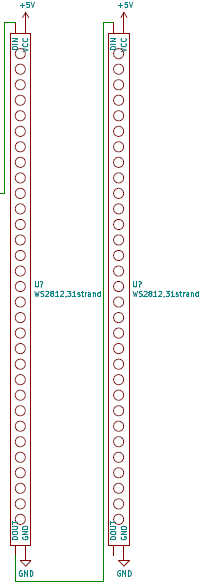 +5V
+5V
DIN
VCC
DIN
VCC
U?
WS2812,31strand
U?
WS2812,31strand
DOUT
GND
DOUT
GND
GND
GND